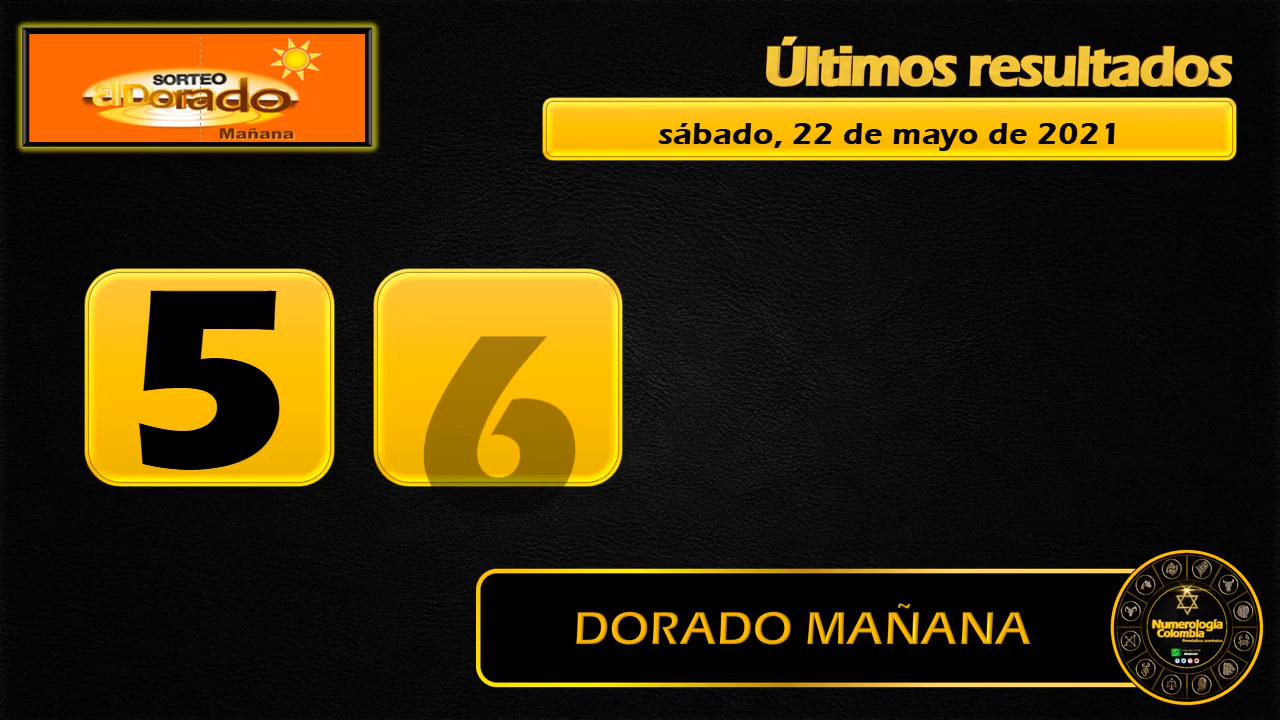 SORTEO
el Dorado
Mañana
Últimos resultados
sábado, 22 de mayo de 2021
5 6
DORADO MAÑANA
Numerología
Colombia